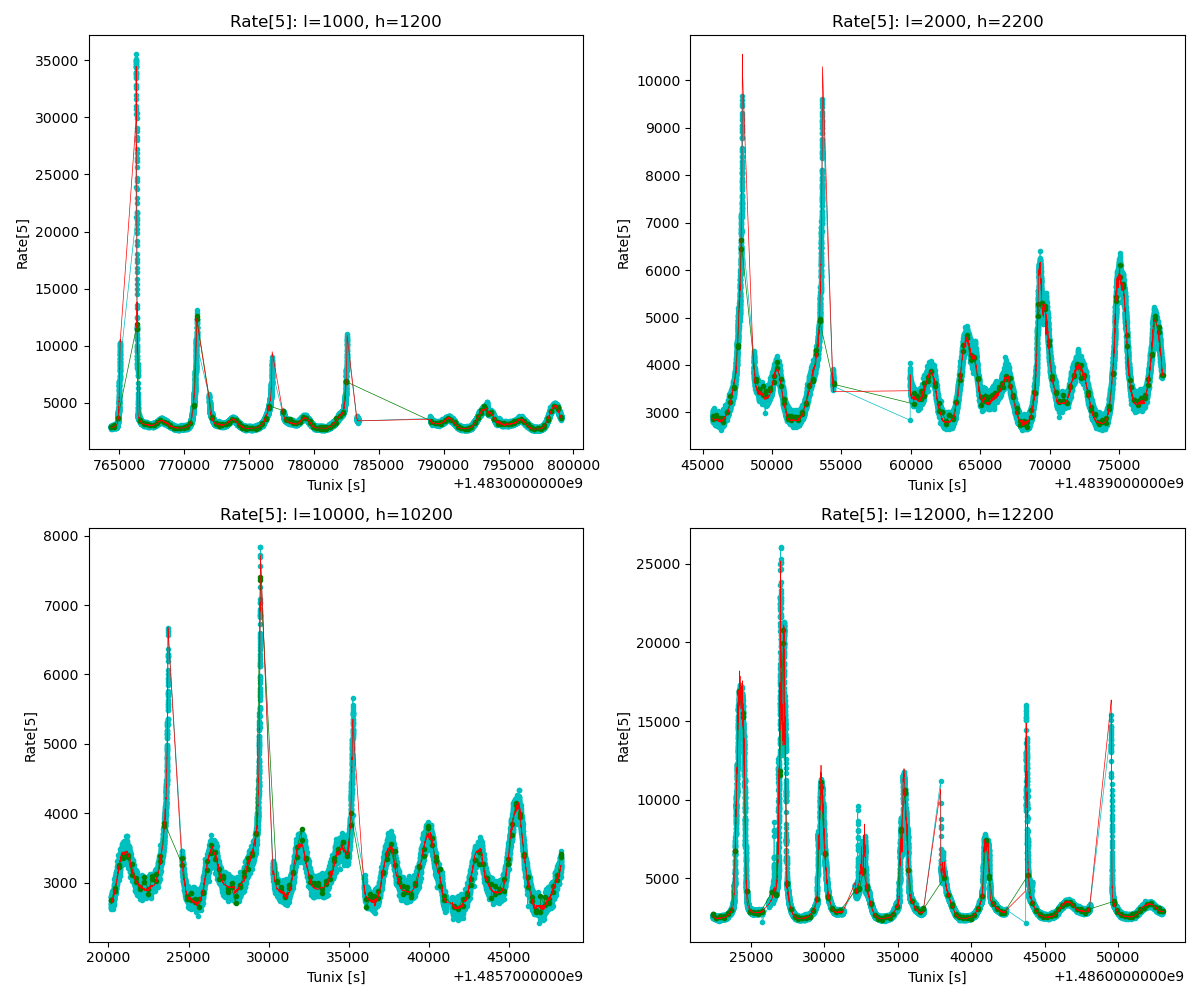 Rate[5]: l=1000, h=1200
Rate[5]
35000
30000
25000
20000
15000
10000
5000
765000 770000 775000 780000 785000 790000 795000 800000
Tunix [s]
+1.4830000000e9
Rate[5]: l=2000, h=2200
Rate[5]
10000
9000
8000
7000
6000
5000
4000
3000
45000 50000 55000 60000 65000 70000 75000
Tunix [s]
+1.4839000000e9
Rate[5]: l=10000, h=10200
Rate[5]
8000
7000
6000
5000
4000
3000
20000 25000 30000 35000 40000 45000
Tunix [s]
+1.4857000000e9
Rate[5]: l=12000, h=12200
Rate[5]
25000
20000
15000
10000
5000
25000 30000 35000 40000 45000 50000
Tunix [s]
+1.4860000000e9